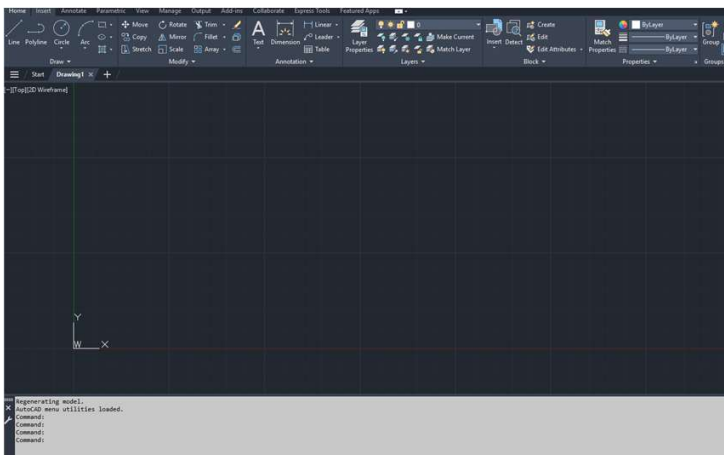 Home Insert Annotate Parametric View Manage Output Add-ins Collaborate Express Tools Featured Apps
Line Polyline Circle Arc
Move Rotate Trim
Copy Mirror Fillet
Stretch Scale Array
Text Dimension
Linear
Leader
Table
Layer Properties
0
Make Current
Match Layer
Insert Detect
Create
Edit
Edit Attributes
Match Properties
ByLayer
ByLayer
ByLayer
Group
Draw Modify Annotation Layers Block Properties Groups
Start Drawing1
[-][Top][2D Wireframe]
Y
W X
Regenerating model.
AutoCAD menu utilities loaded.
Command:
Command:
Command:
Command: